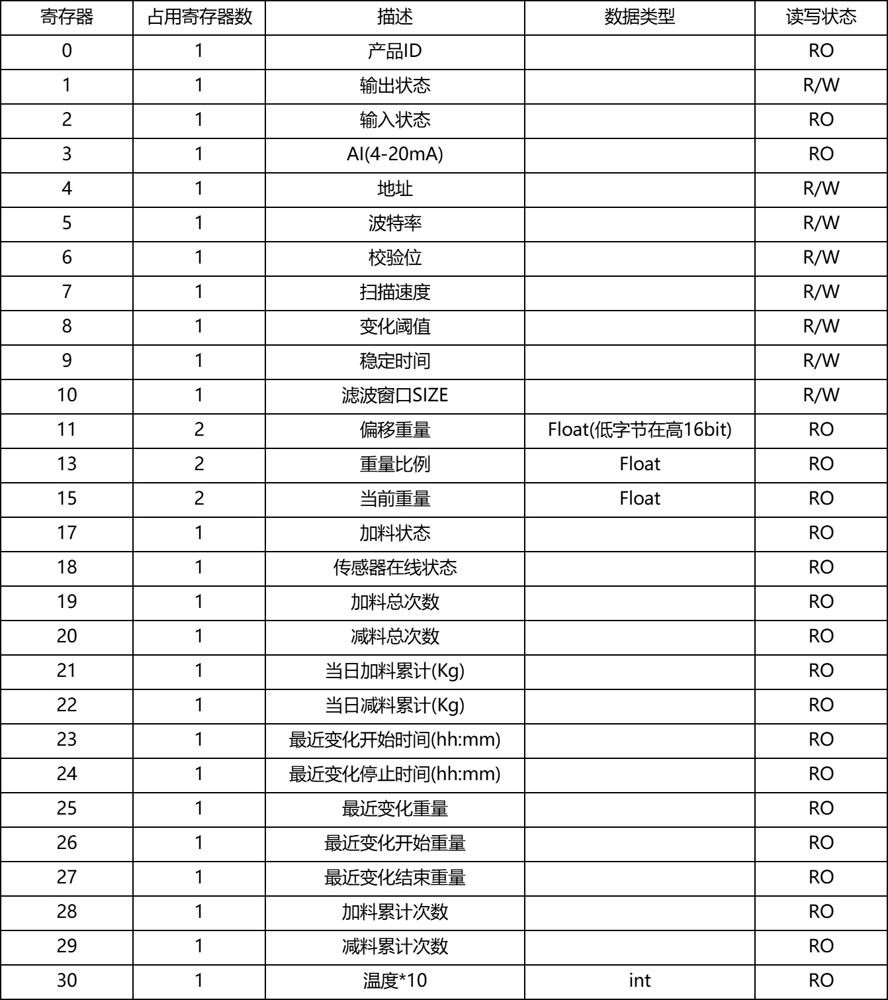 寄存器 占用寄存器数 描述 数据类型 读写状态
0 1 产品ID RO
1 1 输出状态 R/W
2 1 输入状态 RO
3 1 AI(4-20mA) RO
4 1 地址 R/W
5 1 波特率 R/W
6 1 校验位 R/W
7 1 扫描速度 R/W
8 1 变化阈值 R/W
9 1 稳定时间 R/W
10 1 滤波窗口SIZE R/W
11 2 偏移重量 Float(低字节在高16bit) RO
13 2 重量比例 Float RO
15 2 当前重量 Float RO
17 1 加料状态 RO
18 1 传感器在线状态 RO
19 1 加料总次数 RO
20 1 减料总次数 RO
21 1 当日加料累计(Kg) RO
22 1 当日减料累计(Kg) RO
23 1 最近变化开始时间(hh:mm) RO
24 1 最近变化停止时间(hh:mm) RO
25 1 最近变化重量 RO
26 1 最近变化开始重量 RO
27 1 最近变化结束重量 RO
28 1 加料累计次数 RO
29 1 减料累计次数 RO
30 1 温度*10 int RO